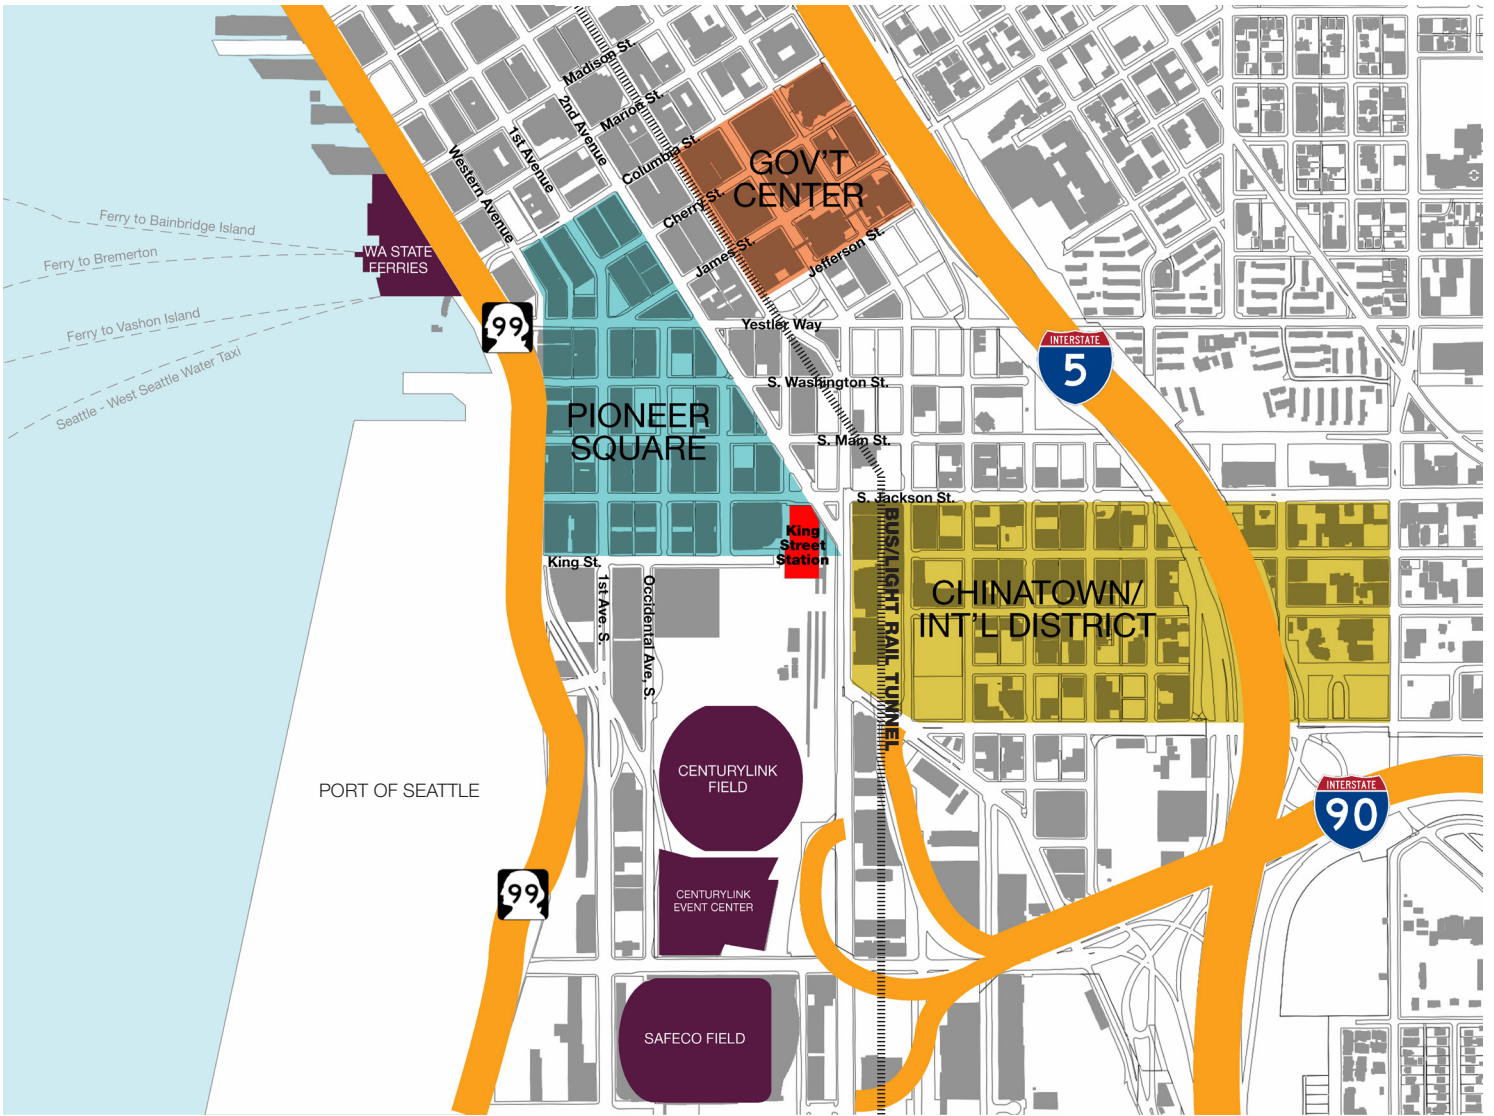 Madison St.
2nd Avenue
Marion St.
1st Avenue
Columbia St.
Western Avenue
GOV'T
CENTER
Cherry St.
James St.
Jefferson St.
Ferry to Bainbridge Island
Ferry to Bremerton
WA STATE
FERRIES
Ferry to Vashon Island
Seattle - West Seattle Water Taxi
99
Yestler Way
INTERSTATE
5
S. Washington St.
PIONEER
SQUARE
S. Main St.
S. Jackson St.
King
Street
Station
King St.
1st Ave. S.
Occidental Ave, S.
BUS/LIGHT RAIL TUNNEL
CHINATOWN/
INT'L DISTRICT
CENTURYLINK
FIELD
PORT OF SEATTLE
INTERSTATE
90
99
CENTURYLINK
EVENT CENTER
SAFECO FIELD